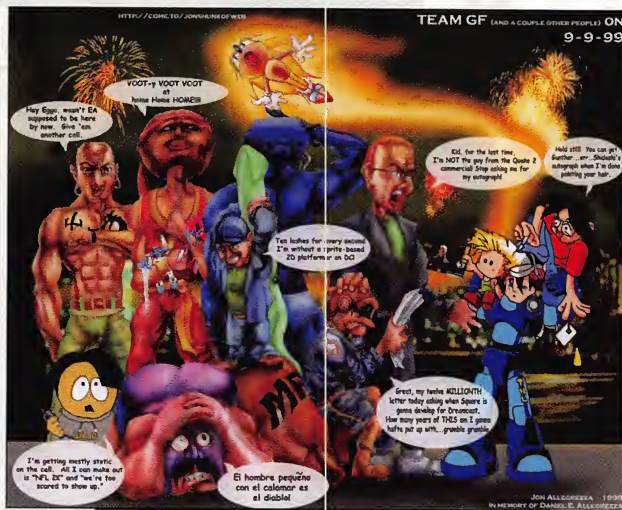 HTTP://COME.TO/JONSHUNKOFWEB
TEAM GF (AND A COUPLE OTHER PEOPLE) ON
9-9-99
Hey Eggo, wasn't EA
supposed to be here
by now. Give 'em
another call.
VOOT-y VOOT VOOT
at
home Home HOME!!!
Kid, for the last time,
I'm NOT the guy from the Quake 2
commercial! Stop asking me for
my autograph!
Hold still. You can get
Gunther...err...Shidoshi's
autograph when I'm done
painting your hair.
Ten lashes for every second
I'm without a sprite-based
2D platformer on DC!
Great, my twelve MILLIONTH
letter today asking when Square is
gonna develop for Dreamcast.
How many years of THIS am I gonna
hafta put up with...grumble grumble
I'm getting mostly static
on the cell. All I can make out
is "NFL 2K" and "we're too
scared to show up."
El hombre pequeño
con el calamar es
el diablo!
JON ALLEGREZZA 1999
IN MEMORY OF DANIEL E. ALLEGREZZA